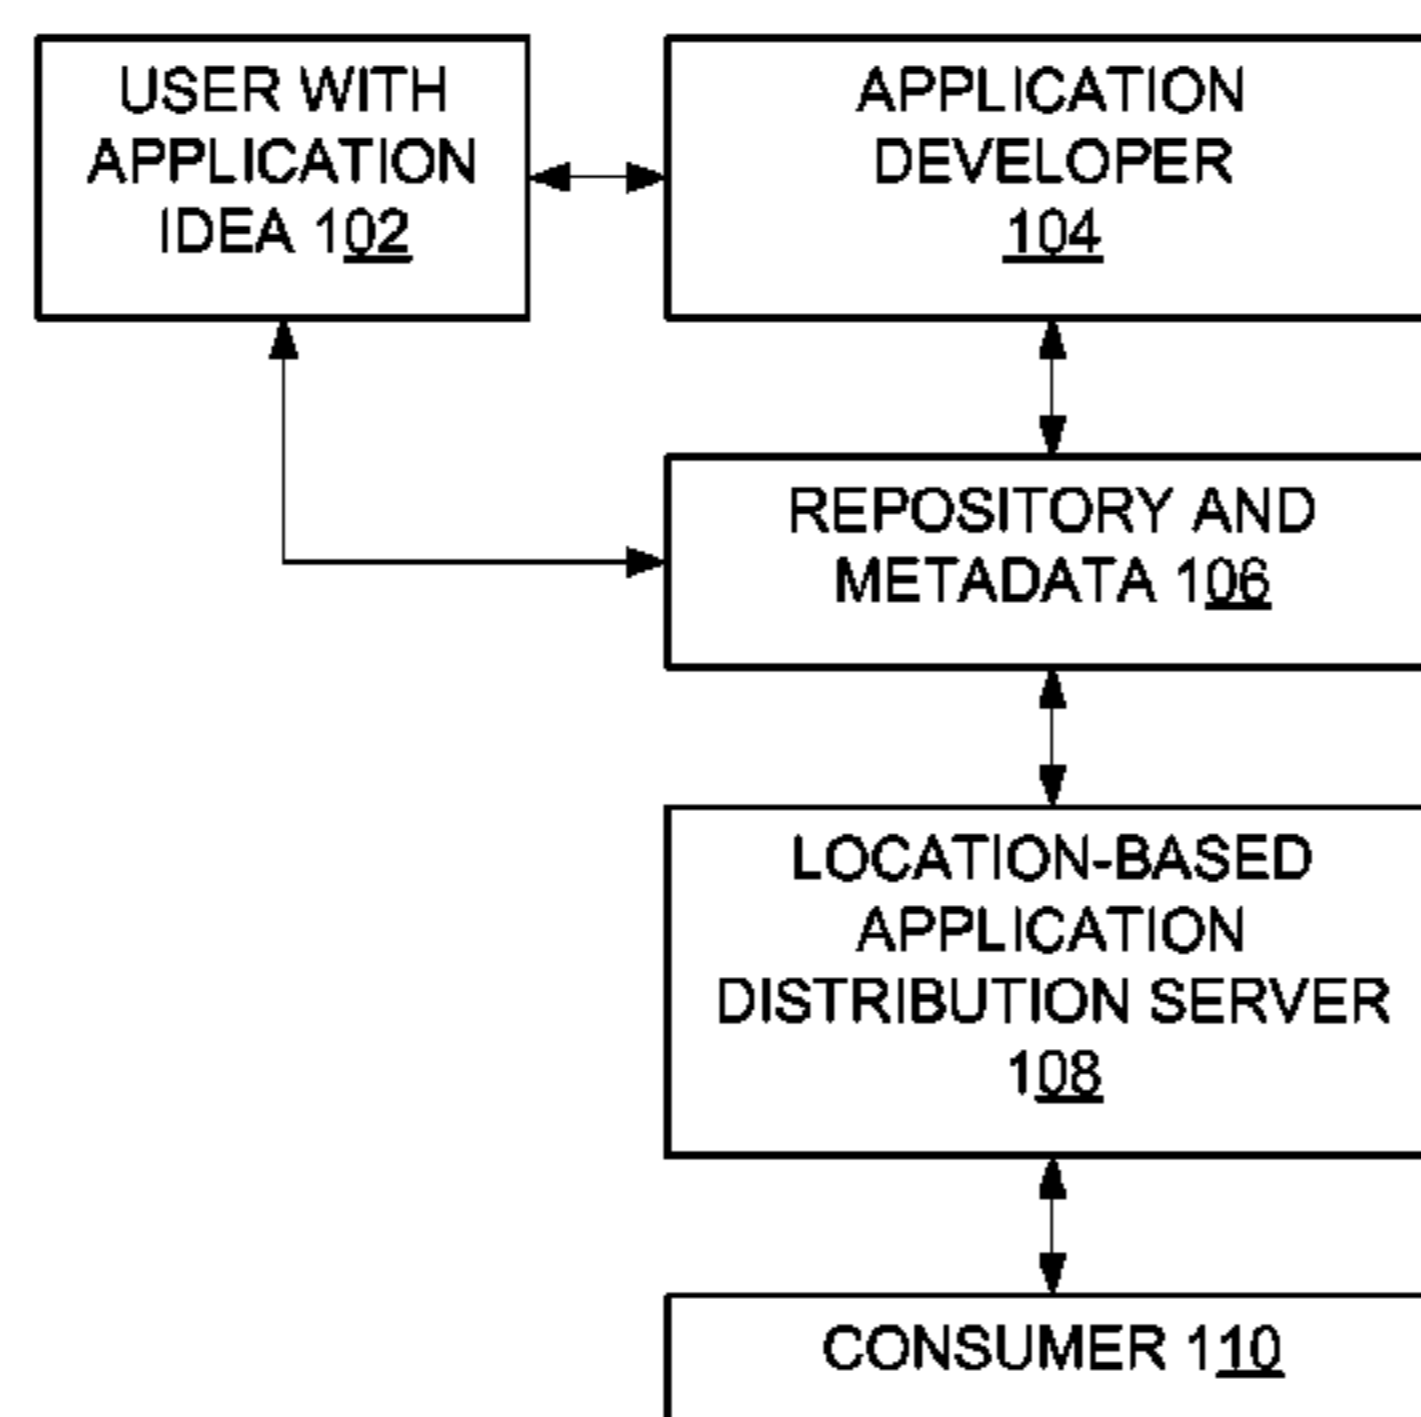 USER WITH
APPLICATION
IDEA 102
APPLICATION
DEVELOPER
104
REPOSITORY AND
METADATA 106
LOCATION-BASED
APPLICATION
DISTRIBUTION SERVER
108
CONSUMER 110